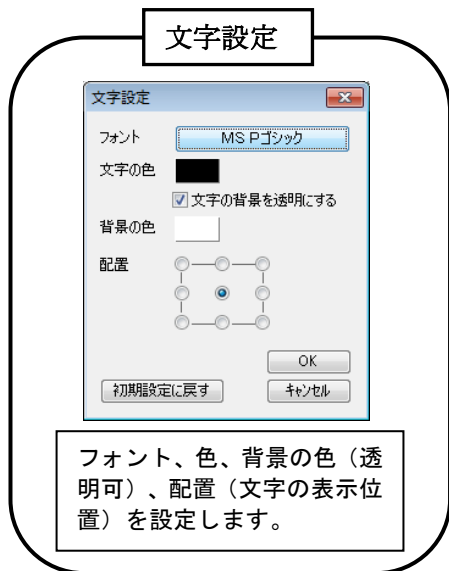 文字設定
文字設定
フォント MS Pゴシック
文字の色
文字の背景を透明にする
背景の色
配置
OK
初期設定に戻す キャンセル
フォント、色、背景の色（透
明可）、配置（文字の表示位
置）を設定します。